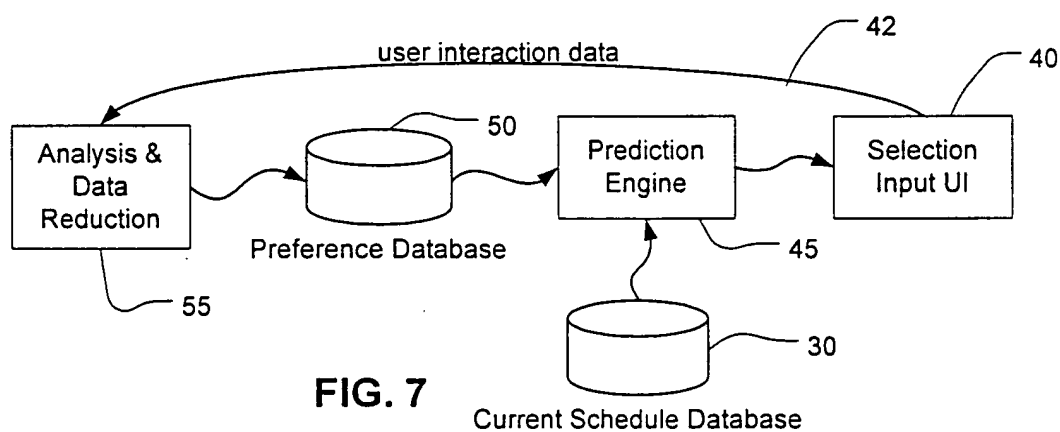 42
user interaction data
40
50
Analysis &
Data
Reduction
Prediction
Engine
Selection
Input UI
Preference Database
45
55
30
FIG. 7
Current Schedule Database